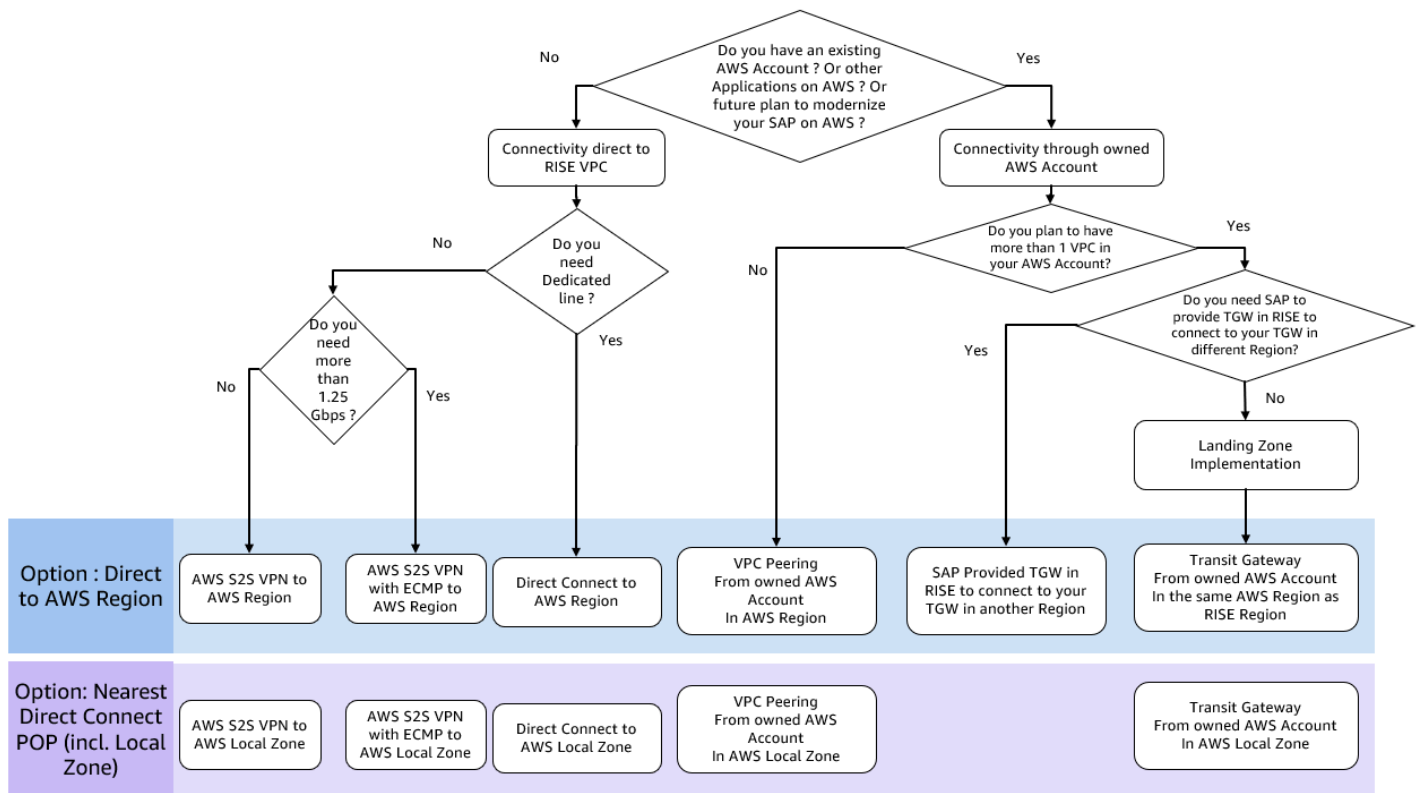 Do you have an existing
AWS Account ? Or other
Applications on AWS ? Or
future plan to modernize
your SAP on AWS ?
No
Yes
Connectivity direct to
RISE VPC
Connectivity through owned
AWS Account
Do you
need
Dedicated
line ?
No
Yes
Do you plan to have
more than 1 VPC in
your AWS Account?
No
Yes
Do you need SAP to
provide TGW in RISE to
connect to your TGW in
different Region?
Yes
No
Do you
need
more
than
1.25
Gbps ?
No
Yes
Landing Zone
Implementation
Option : Direct
to AWS Region
AWS S2S VPN to
AWS Region
AWS S2S VPN
with ECMP to
AWS Region
Direct Connect to
AWS Region
VPC Peering
From owned AWS
Account
In AWS Region
SAP Provided TGW in
RISE to connect to your
TGW in another Region
Transit Gateway
From owned AWS Account
In the same AWS Region as
RISE Region
Option: Nearest
Direct Connect
POP (incl. Local
Zone)
AWS S2S VPN to
AWS Local Zone
AWS S2S VPN
with ECMP to
AWS Local Zone
Direct Connect to
AWS Local Zone
VPC Peering
From owned AWS
Account
In AWS Local Zone
Transit Gateway
From owned AWS Account
In AWS Local Zone